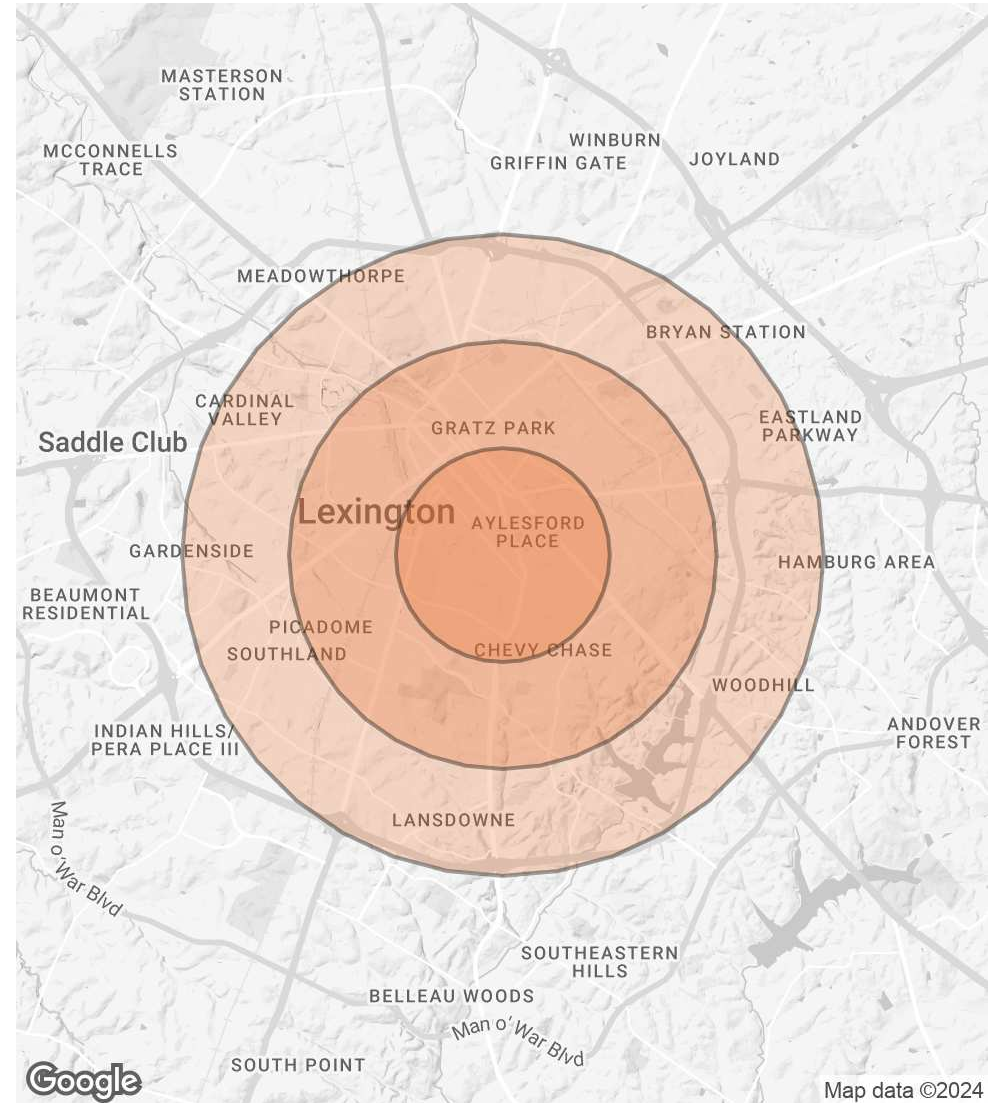 MASTERSON
STATION
MCCONNELLS
TRACE
WINBURN
GRIFFIN GATE
JOYLAND
MEADOWTHORPE
BRYAN STATION
CARDINAL
VALLEY
EASTLAND
PARKWAY
GRATZ PARK
Saddle Club
Lexington
AYLESFORD
PLACE
GARDENSIDE
HAMBURG AREA
BEAUMONT
RESIDENTIAL
PICADOME
SOUTHLAND
CHEVY CHASE
WOODHILL
INDIAN HILLS/
PERA PLACE III
ANDOVER
FOREST
LANSDOWNE
Man o' War Blvd
SOUTHEASTERN
HILLS
BELLEAU WOODS
Man o' War Blvd
SOUTH POINT
Google
Map data ©2024